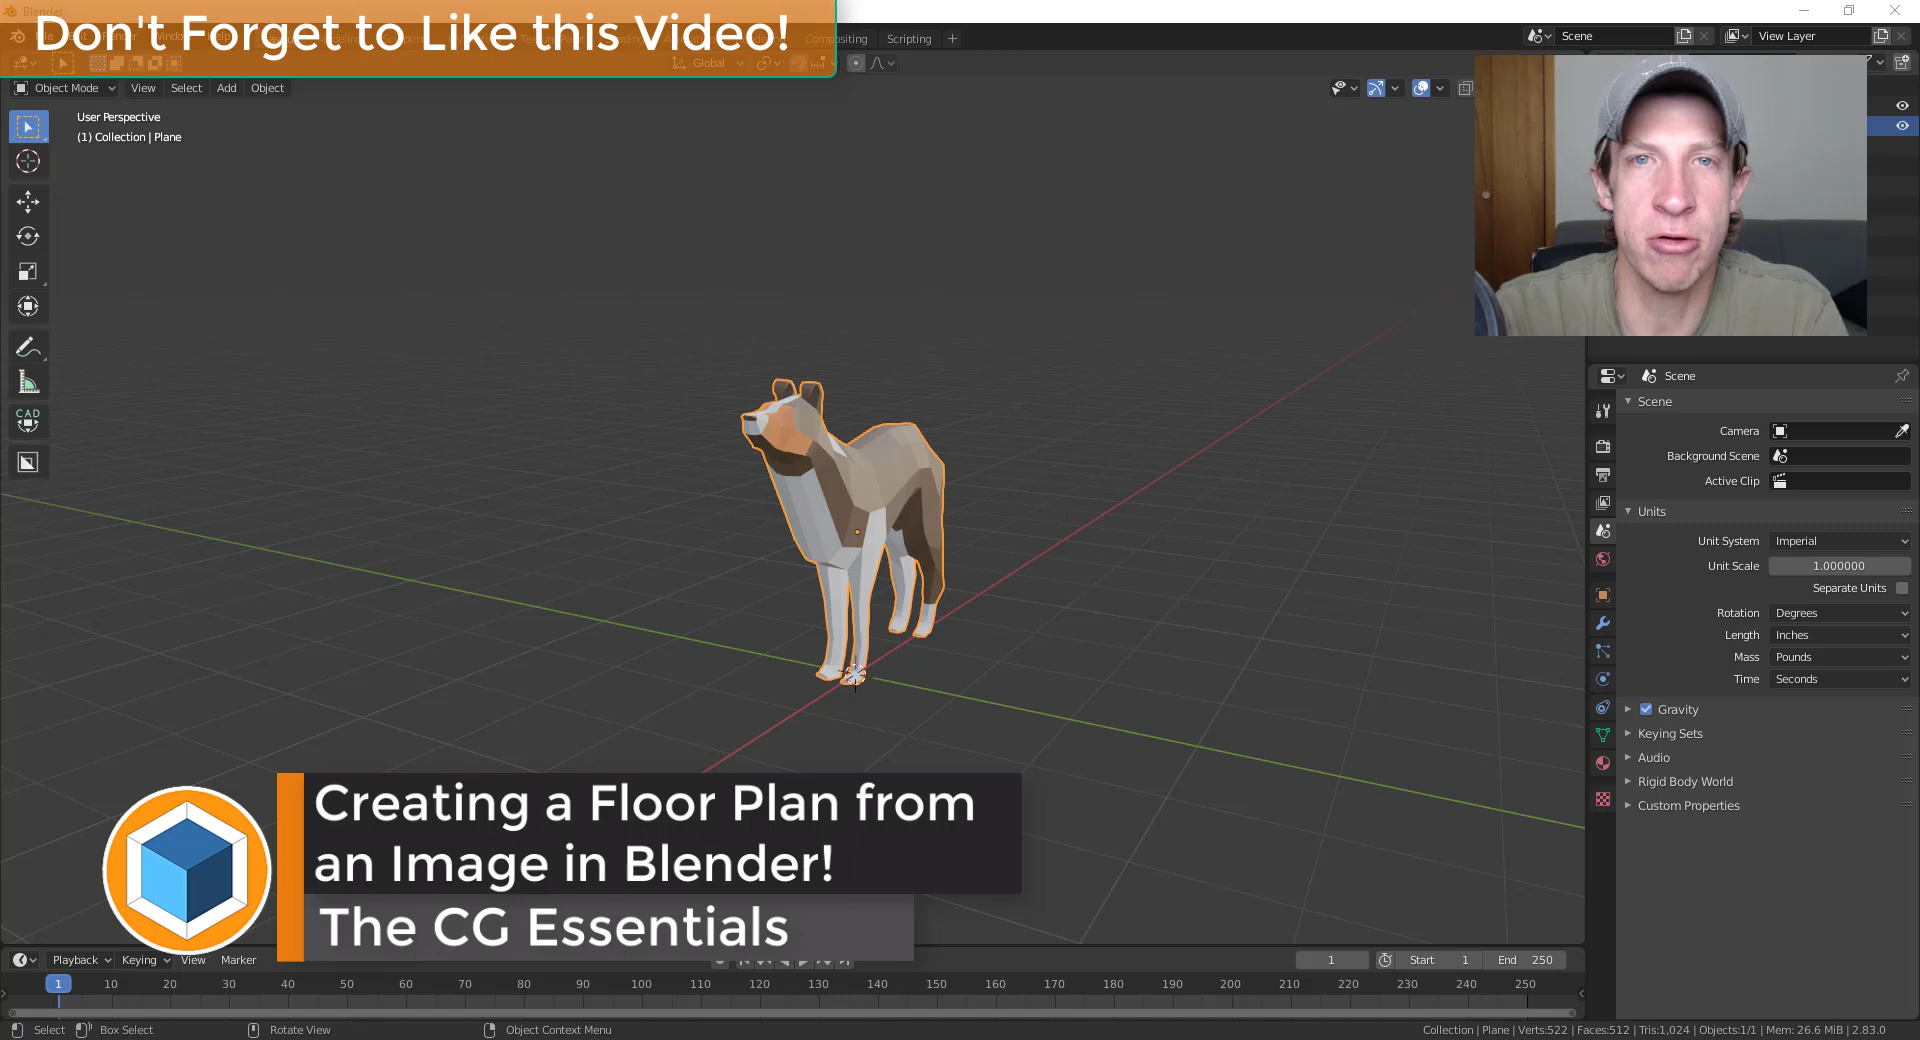 Blender
Don't Forget to Like this Video!
Compositing Scripting +
Scene
View Layer
Global
Object Mode View Select Add Object
User Perspective
(1) Collection | Plane
CAD
Scene
Scene
Camera
Background Scene
Active Clip
Units
Unit System Imperial
Unit Scale 1.000000
Separate Units
Rotation Degrees
Length Inches
Mass Pounds
Time Seconds
Gravity
Keying Sets
Audio
Rigid Body World
Custom Properties
Creating a Floor Plan from
an Image in Blender!
The CG Essentials
Playback Keying View Marker
1 Start 1 End 250
1 10 20 30 40 50 60 70 80 90 100 110 120 130 140 150 160 170 180 190 200 210 220 230 240 250
Select Box Select Rotate View Object Context Menu
Collection | Plane | Verts:522 | Faces:512 | Tris:1,024 | Objects:1/1 | Mem: 26.6 MiB | 2.83.0